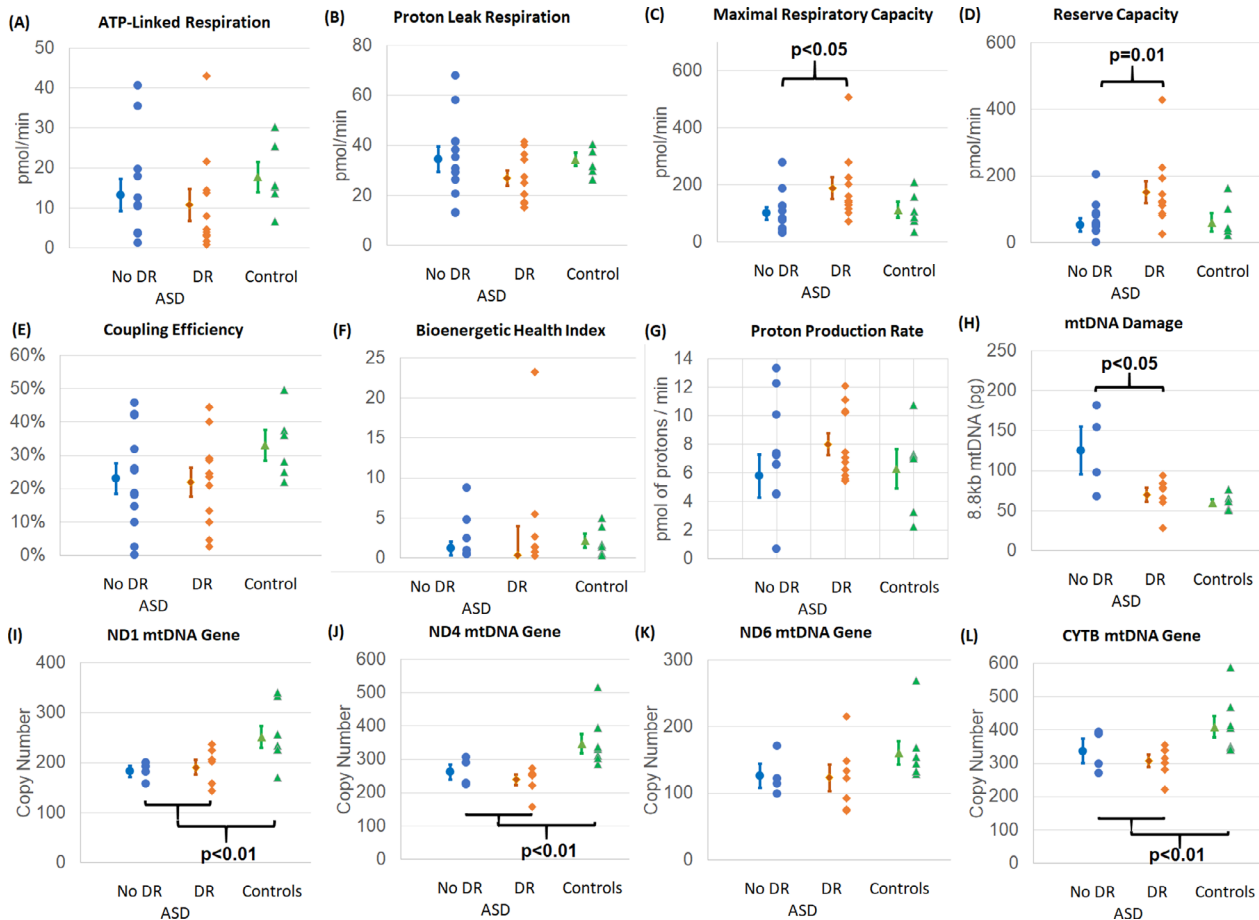 (A) ATP-Linked Respiration
50
40
30
20
10
0
pmol/min
No DR DR Control
ASD
(B) Proton Leak Respiration
80
60
40
20
0
pmol/min
No DR DR Control
ASD
(C) Maximal Respiratory Capacity
p<0.05
600
400
200
0
pmol/min
No DR DR Control
ASD
(D) Reserve Capacity
p=0.01
600
400
200
0
pmol/min
No DR DR Control
ASD
(E) Coupling Efficiency
60%
50%
40%
30%
20%
10%
0%
No DR DR Control
ASD
(F) Bioenergetic Health Index
25
20
15
10
5
0
No DR DR Control
ASD
(G) Proton Production Rate
14
12
10
8
6
4
2
0
pmol of protons / min
No DR DR Controls
ASD
(H) mtDNA Damage
p<0.05
250
200
150
100
50
0
8.8kb mtDNA (pg)
No DR DR Controls
ASD
(I) ND1 mtDNA Gene
400
300
200
100
0
Copy Number
p<0.01
No DR DR Controls
ASD
(J) ND4 mtDNA Gene
600
500
400
300
200
100
0
Copy Number
p<0.01
No DR DR Controls
ASD
(K) ND6 mtDNA Gene
300
200
100
0
Copy Number
No DR DR Controls
ASD
(L) CYTB mtDNA Gene
600
500
400
300
200
100
0
Copy Number
p<0.01
No DR DR Controls
ASD